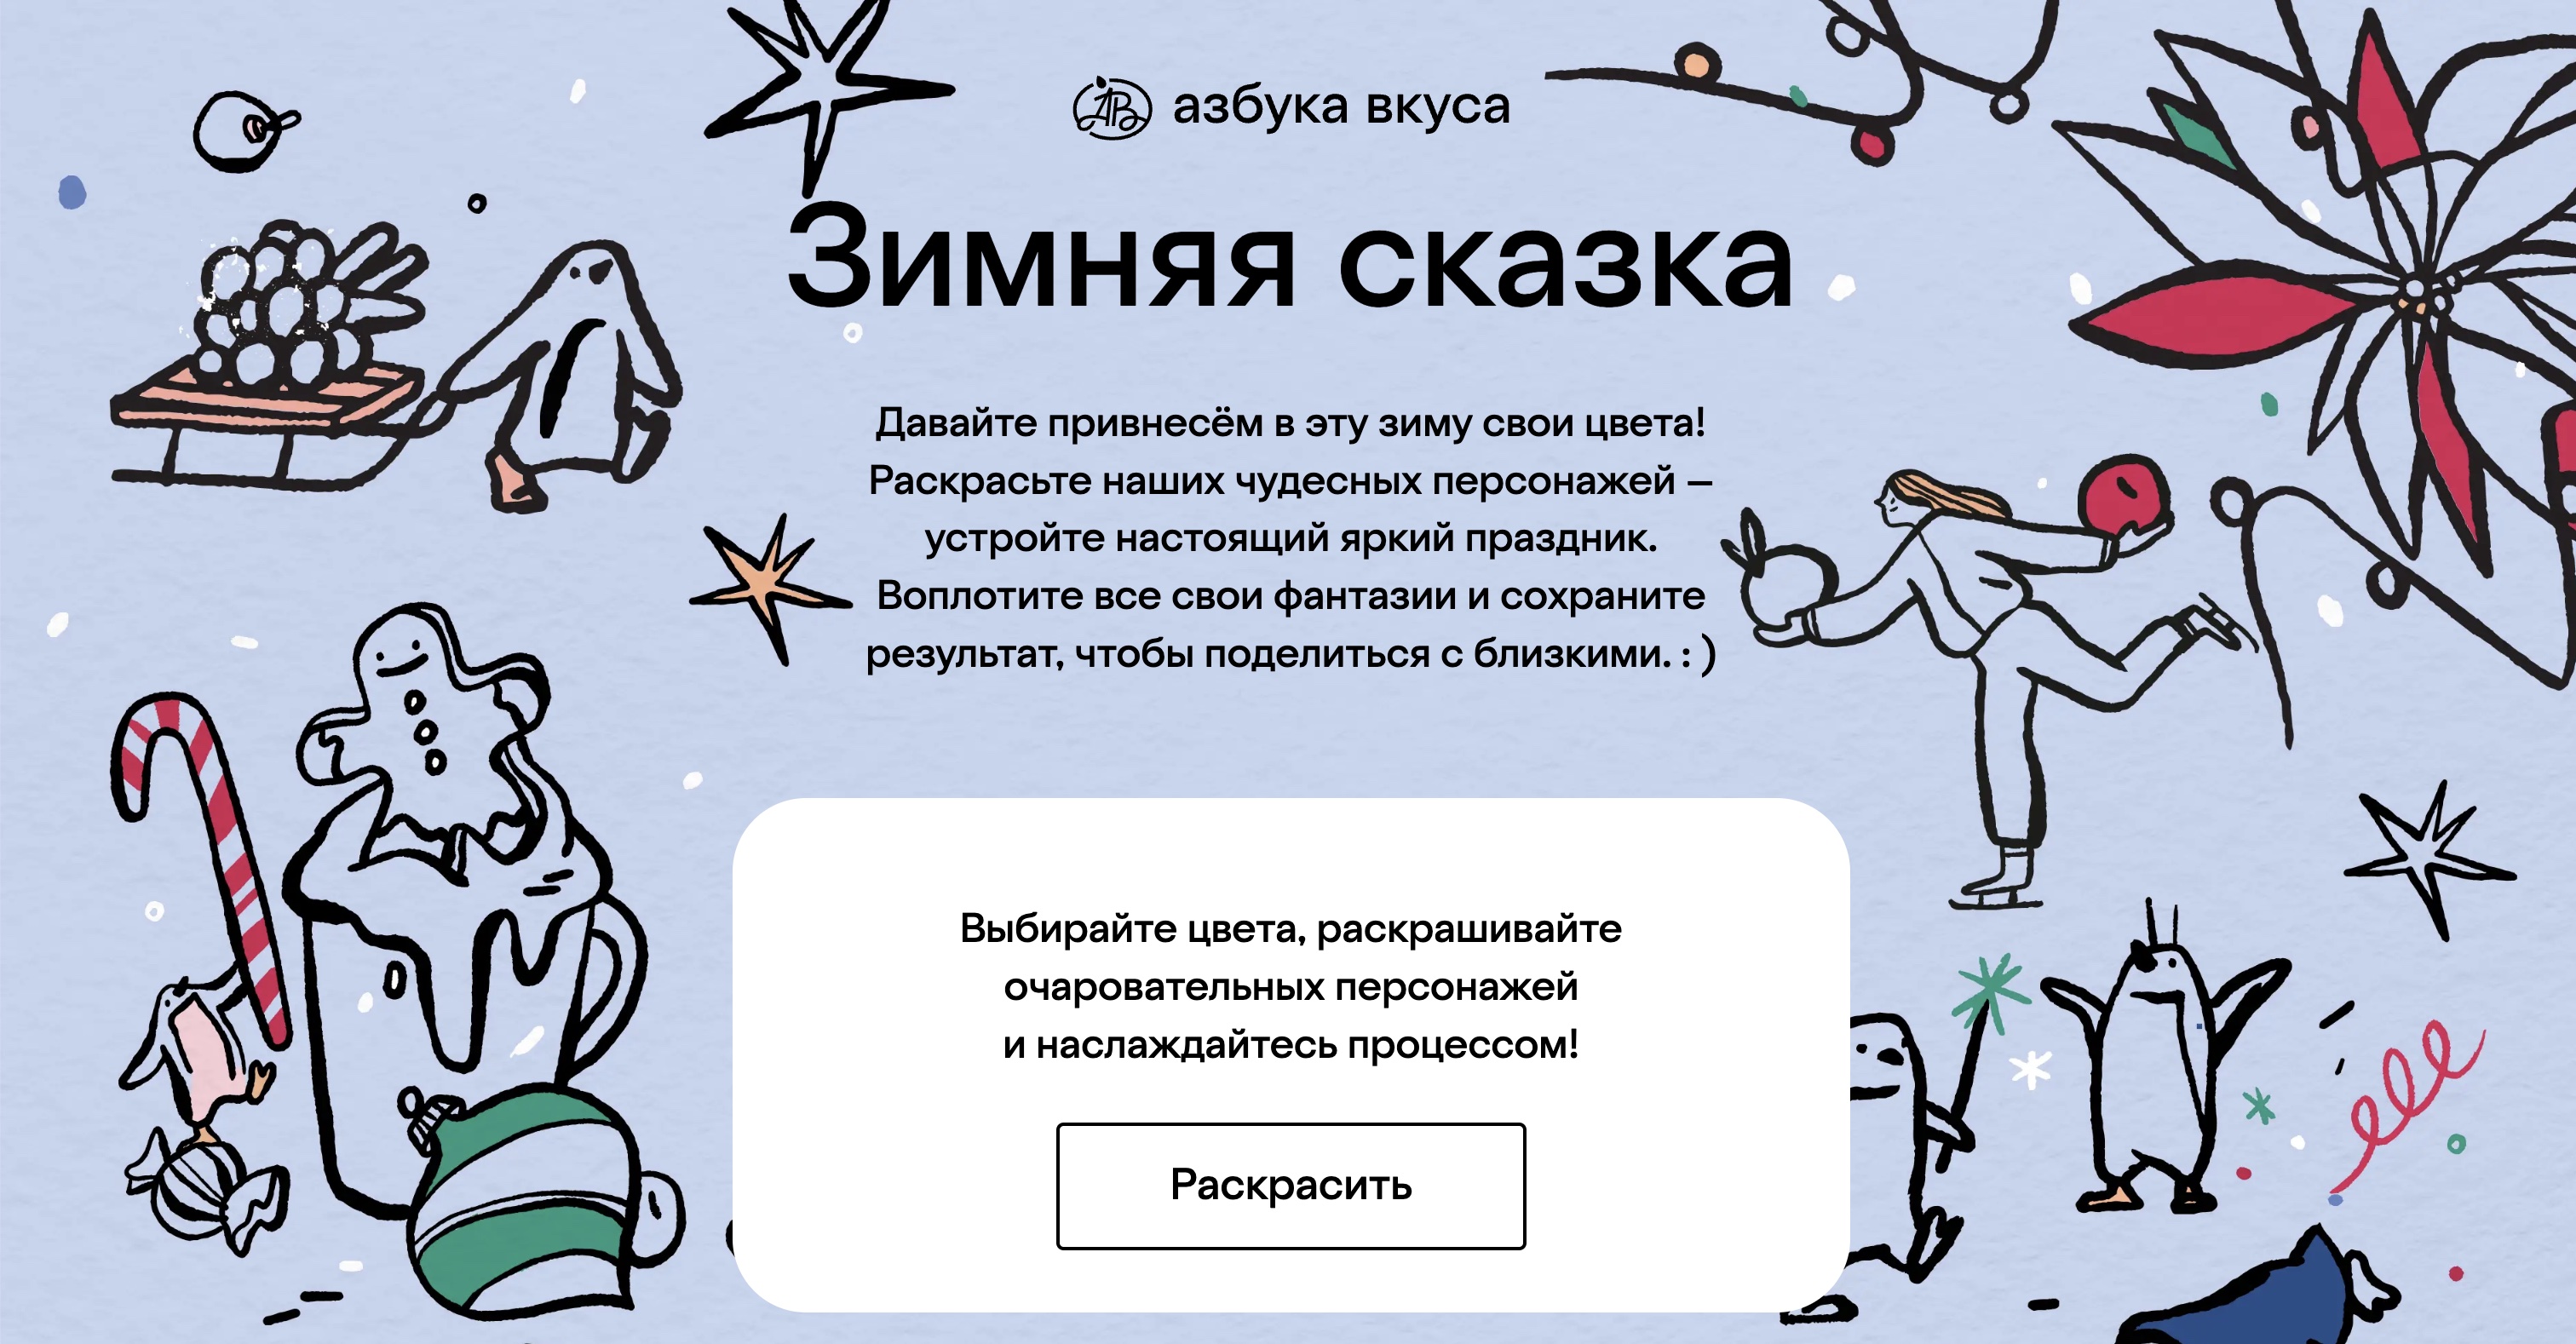 АВ азбука вкуса
Зимняя сказка
Давайте привнесём в эту зиму свои цвета!
Раскрасьте наших чудесных персонажей –
устройте настоящий яркий праздник.
Воплотите все свои фантазии и сохраните
результат, чтобы поделиться с близкими. : )
Выбирайте цвета, раскрашивайте
очаровательных персонажей
и наслаждайтесь процессом!
Раскрасить